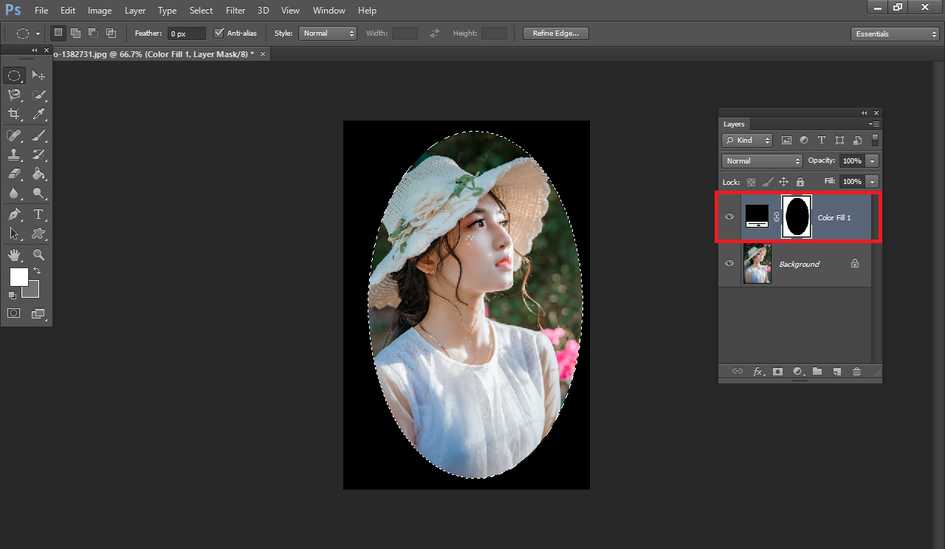 Ps File Edit Image Layer Type Select Filter 3D View Window Help
Feather: 0 px Anti-alias Style: Normal Width: Height: Refine Edge... Essentials
o-1382731.jpg @ 66.7% (Color Fill 1, Layer Mask/8) * ×
Layers
Kind
Normal Opacity: 100%
Lock: Fill: 100%
Color Fill 1
Background
fx